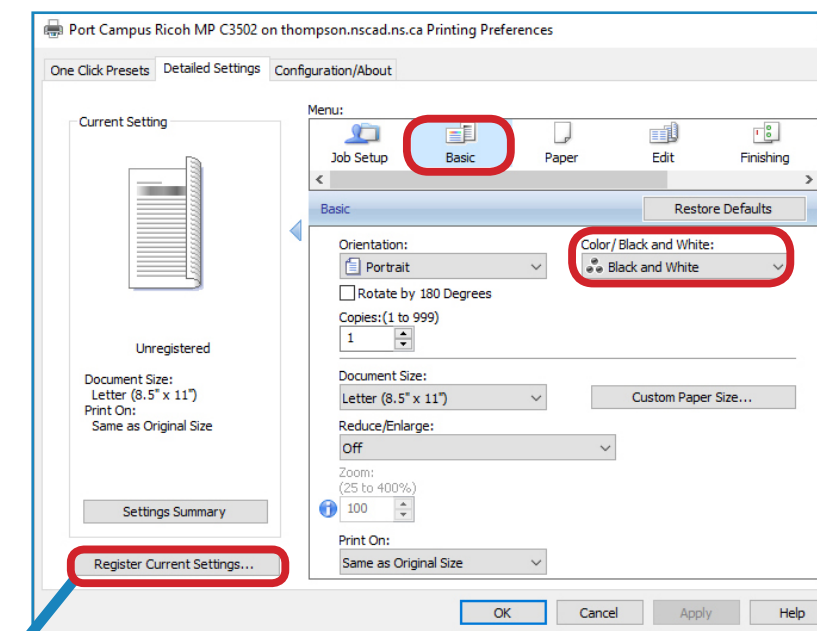 Port Campus Ricoh MP C3502 on thompson.nscad.ns.ca Printing Preferences
One Click Presets Detailed Settings Configuration/About
Current Setting
Unregistered
Document Size:
Letter (8.5" x 11")
Print On:
Same as Original Size
Settings Summary
Register Current Settings...
Menu:
Job Setup Basic Paper Edit Finishing
Basic Restore Defaults
Orientation:
Portrait
Rotate by 180 Degrees
Color/ Black and White:
Black and White
Copies:(1 to 999)
1
Document Size:
Letter (8.5" x 11")
Custom Paper Size...
Reduce/Enlarge:
Off
Zoom:
(25 to 400%)
100
Print On:
Same as Original Size
OK Cancel Apply Help